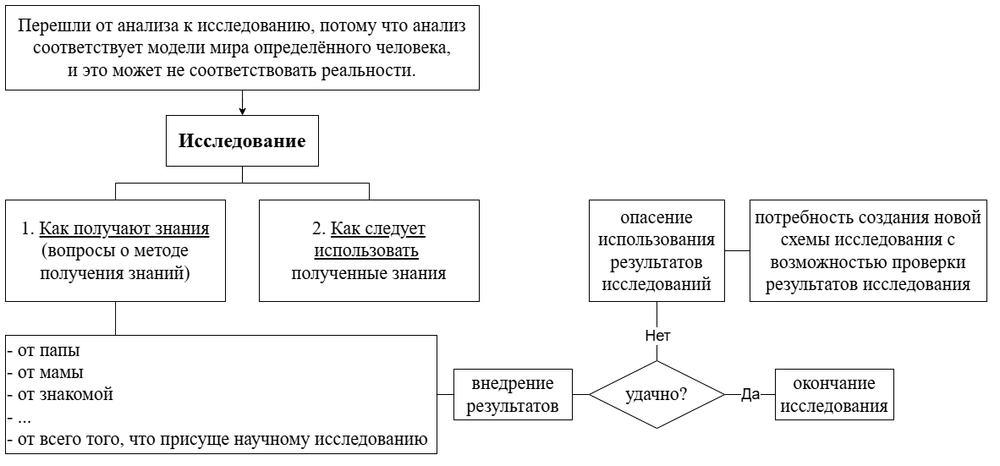 Перешли от анализа к исследованию, потому что анализ
соответствует модели мира определённого человека,
и это может не соответствовать реальности.
Исследование
1. Как получают знания
(вопросы о методе
получения знаний)
2. Как следует
использовать
полученные знания
опасение
использования
результатов
исследований
потребность создания новой
схемы исследования с
возможностью проверки
результатов исследования
Нет
- от папы
- от мамы
- от знакомой
- ...
- от всего того, что присуще научному исследованию
внедрение
результатов
удачно?
Да
окончание
исследования